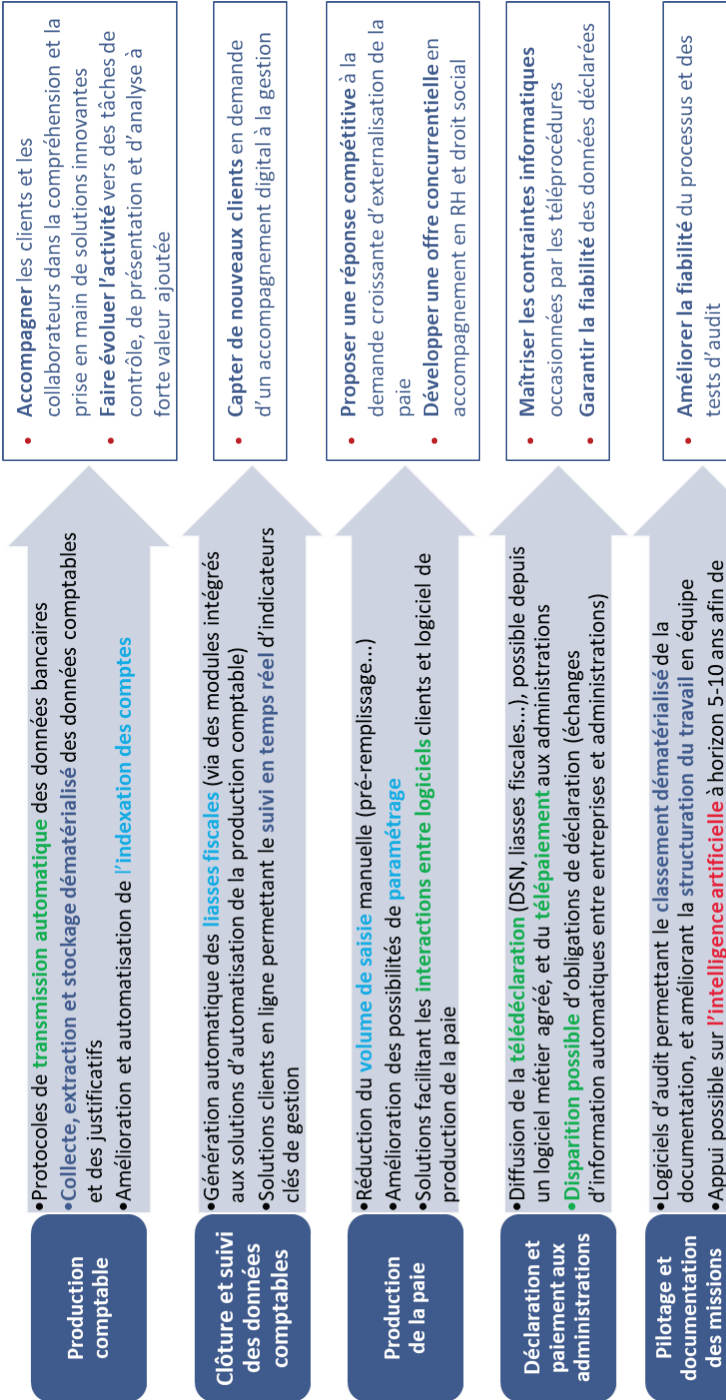 Production
comptable
•Protocoles de transmission automatique des données bancaires
•Collecte, extraction et stockage dématérialisé des données comptables
et des justificatifs
•Amélioration et automatisation de l'indexation des comptes
• Accompagner les clients et les
collaborateurs dans la compréhension et la
prise en main de solutions innovantes
• Faire évoluer l'activité vers des tâches de
contrôle, de présentation et d'analyse à
forte valeur ajoutée
Clôture et suivi
des données
comptables
•Génération automatique des liasses fiscales (via des modules intégrés
aux solutions d'automatisation de la production comptable)
•Solutions clients en ligne permettant le suivi en temps réel d'indicateurs
clés de gestion
• Capter de nouveaux clients en demande
d'un accompagnement digital à la gestion
Production
de la paie
•Réduction du volume de saisie manuelle (pré-remplissage...)
•Amélioration des possibilités de paramétrage
•Solutions facilitant les interactions entre logiciels clients et logiciel de
production de la paie
• Proposer une réponse compétitive à la
demande croissante d'externalisation de la
paie
• Développer une offre concurrentielle en
accompagnement en RH et droit social
Déclaration et
paiement aux
administrations
•Diffusion de la télédéclaration (DSN, liasses fiscales...), possible depuis
un logiciel métier agréé, et du télépaiement aux administrations
•Disparition possible d'obligations de déclaration (échanges
d'information automatiques entre entreprises et administrations)
• Maîtriser les contraintes informatiques
occasionnées par les téléprocédures
• Garantir la fiabilité des données déclarées
Pilotage et
documentation
des missions
•Logiciels d'audit permettant le classement dématérialisé de la
documentation, et améliorant la structuration du travail en équipe
•Appui possible sur l'intelligence artificielle à horizon 5-10 ans afin de
• Améliorer la fiabilité du processus et des
tests d'audit